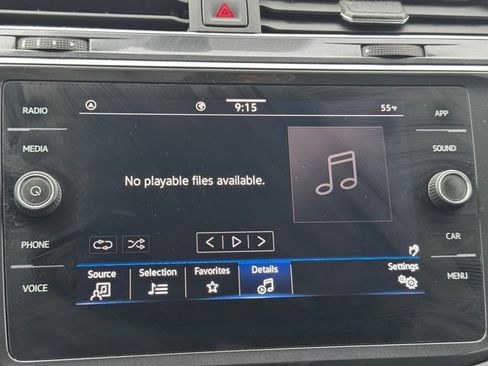 RADIO
MEDIA
PHONE
VOICE
9:15
55°F
No playable files available.
Source
Selection
Favorites
Details
Settings
APP
SOUND
CAR
MENU